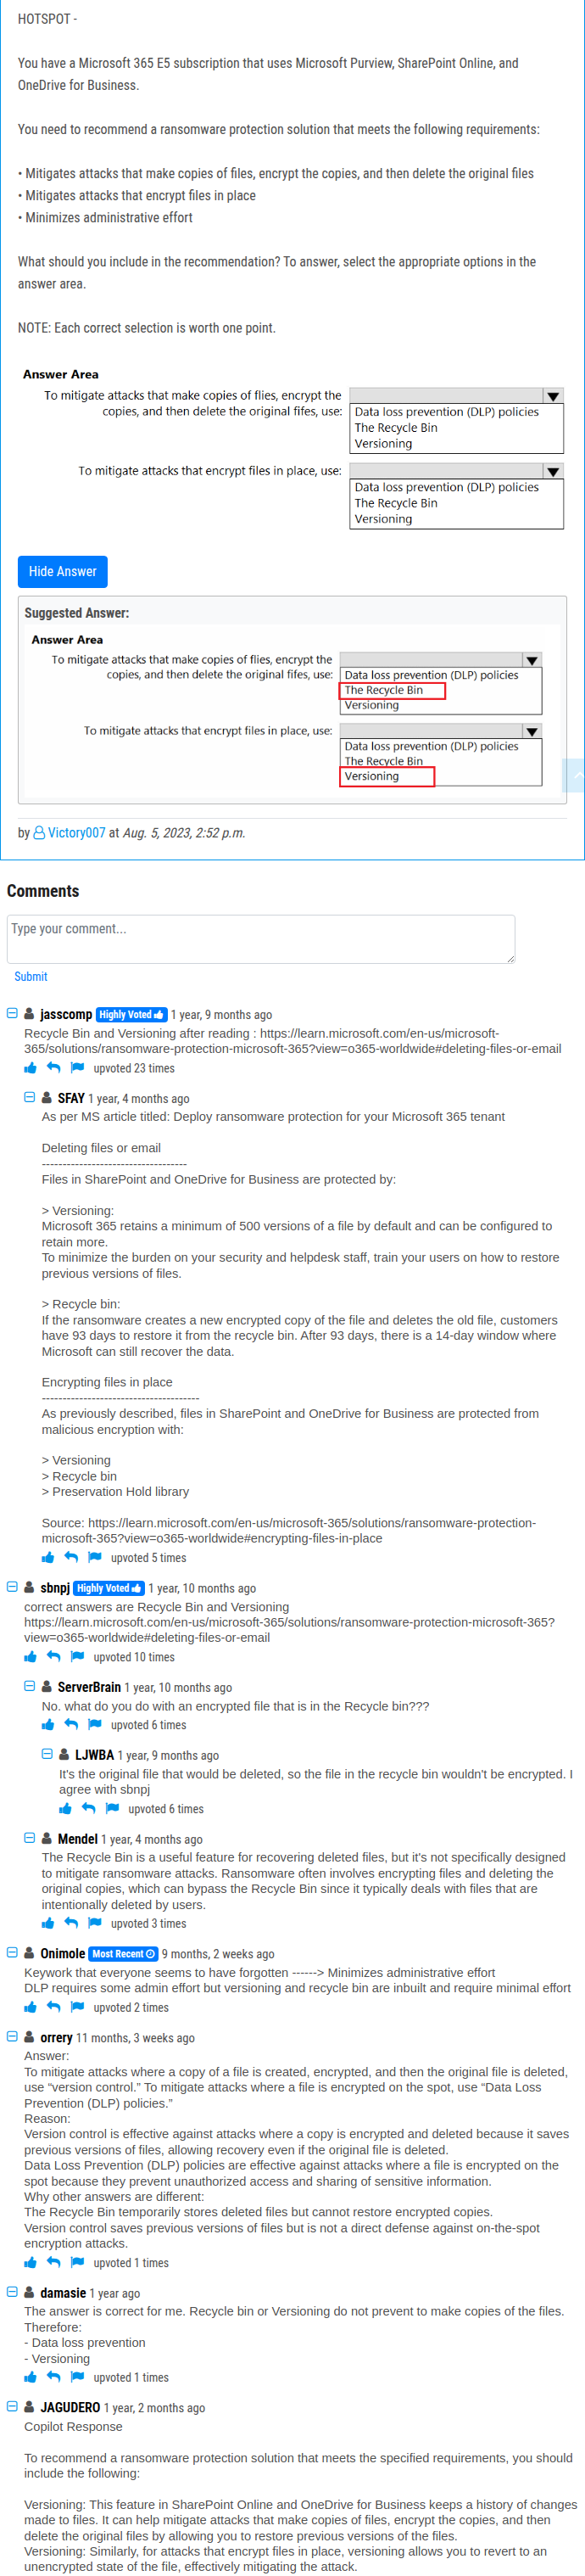 HOTSPOT -
You have a Microsoft 365 E5 subscription that uses Microsoft Purview, SharePoint Online, and
OneDrive for Business.
You need to recommend a ransomware protection solution that meets the following requirements:
• Mitigates attacks that make copies of files, encrypt the copies, and then delete the original files
• Mitigates attacks that encrypt files in place
• Minimizes administrative effort
What should you include in the recommendation? To answer, select the appropriate options in the
answer area.
NOTE: Each correct selection is worth one point.
Answer Area
To mitigate attacks that make copies of flies, encrypt the
copies, and then delete the original fifes, use:
Data loss prevention (DLP) policies
The Recycle Bin
Versioning
To mitigate attacks that encrypt files in place, use:
Data loss prevention (DLP) policies
The Recycle Bin
Versioning
Hide Answer
Suggested Answer:
Answer Area
To mitigate attacks that make copies of flies, encrypt the
copies, and then delete the original fifes, use:
Data loss prevention (DLP) policies
The Recycle Bin
Versioning
To mitigate attacks that encrypt files in place, use:
Data loss prevention (DLP) policies
The Recycle Bin
Versioning
by Victory007 at Aug. 5, 2023, 2:52 p.m.
Comments
Type your comment...
Submit
jasscomp Highly Voted 1 year, 9 months ago
Recycle Bin and Versioning after reading : https://learn.microsoft.com/en-us/microsoft-
365/solutions/ransomware-protection-microsoft-365?view=o365-worldwide#deleting-files-or-email
upvoted 23 times
SFAY 1 year, 4 months ago
As per MS article titled: Deploy ransomware protection for your Microsoft 365 tenant
Deleting files or email
-----------------------------------
Files in SharePoint and OneDrive for Business are protected by:
> Versioning:
Microsoft 365 retains a minimum of 500 versions of a file by default and can be configured to
retain more.
To minimize the burden on your security and helpdesk staff, train your users on how to restore
previous versions of files.
> Recycle bin:
If the ransomware creates a new encrypted copy of the file and deletes the old file, customers
have 93 days to restore it from the recycle bin. After 93 days, there is a 14-day window where
Microsoft can still recover the data.
Encrypting files in place
--------------------------------------
As previously described, files in SharePoint and OneDrive for Business are protected from
malicious encryption with:
> Versioning
> Recycle bin
> Preservation Hold library
Source: https://learn.microsoft.com/en-us/microsoft-365/solutions/ransomware-protection-
microsoft-365?view=o365-worldwide#encrypting-files-in-place
upvoted 5 times
sbnpj Highly Voted 1 year, 10 months ago
correct answers are Recycle Bin and Versioning
https://learn.microsoft.com/en-us/microsoft-365/solutions/ransomware-protection-microsoft-365?
view=o365-worldwide#deleting-files-or-email
upvoted 10 times
ServerBrain 1 year, 10 months ago
No. what do you do with an encrypted file that is in the Recycle bin???
upvoted 6 times
LJWBA 1 year, 9 months ago
It's the original file that would be deleted, so the file in the recycle bin wouldn't be encrypted. I
agree with sbnpj
upvoted 6 times
Mendel 1 year, 4 months ago
The Recycle Bin is a useful feature for recovering deleted files, but it's not specifically designed
to mitigate ransomware attacks. Ransomware often involves encrypting files and deleting the
original copies, which can bypass the Recycle Bin since it typically deals with files that are
intentionally deleted by users.
upvoted 3 times
Onimole Most Recent 9 months, 2 weeks ago
Keywork that everyone seems to have forgotten ------> Minimizes administrative effort
DLP requires some admin effort but versioning and recycle bin are inbuilt and require minimal effort
upvoted 2 times
orrery 11 months, 3 weeks ago
Answer:
To mitigate attacks where a copy of a file is created, encrypted, and then the original file is deleted,
use “version control.” To mitigate attacks where a file is encrypted on the spot, use “Data Loss
Prevention (DLP) policies.”
Reason:
Version control is effective against attacks where a copy is encrypted and deleted because it saves
previous versions of files, allowing recovery even if the original file is deleted.
Data Loss Prevention (DLP) policies are effective against attacks where a file is encrypted on the
spot because they prevent unauthorized access and sharing of sensitive information.
Why other answers are different:
The Recycle Bin temporarily stores deleted files but cannot restore encrypted copies.
Version control saves previous versions of files but is not a direct defense against on-the-spot
encryption attacks.
upvoted 1 times
damasie 1 year ago
The answer is correct for me. Recycle bin or Versioning do not prevent to make copies of the files.
Therefore:
- Data loss prevention
- Versioning
upvoted 1 times
JAGUDERO 1 year, 2 months ago
Copilot Response
To recommend a ransomware protection solution that meets the specified requirements, you should
include the following:
Versioning: This feature in SharePoint Online and OneDrive for Business keeps a history of changes
made to files. It can help mitigate attacks that make copies of files, encrypt the copies, and then
delete the original files by allowing you to restore previous versions of the files.
Versioning: Similarly, for attacks that encrypt files in place, versioning allows you to revert to an
unencrypted state of the file, effectively mitigating the attack.